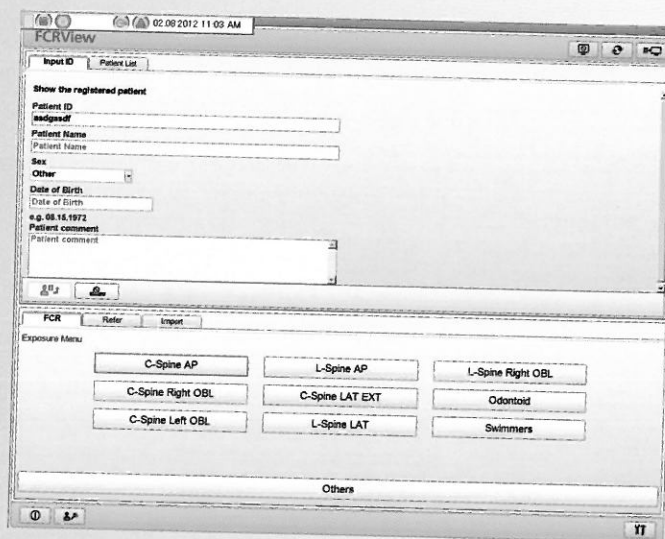 02.08.2012 11:03 AM
FCRView
Input ID Patient List
Show the registered patient
Patient ID
asdgasdf
Patient Name
Patient Name
Sex
Other
Date of Birth
Date of Birth
e.g. 08.15.1972
Patient comment
Patient comment
FCR Refer Import
Exposure Menu
C-Spine AP L-Spine AP L-Spine Right OBL
C-Spine Right OBL C-Spine LAT EXT Odontoid
C-Spine Left OBL L-Spine LAT Swimmers
Others